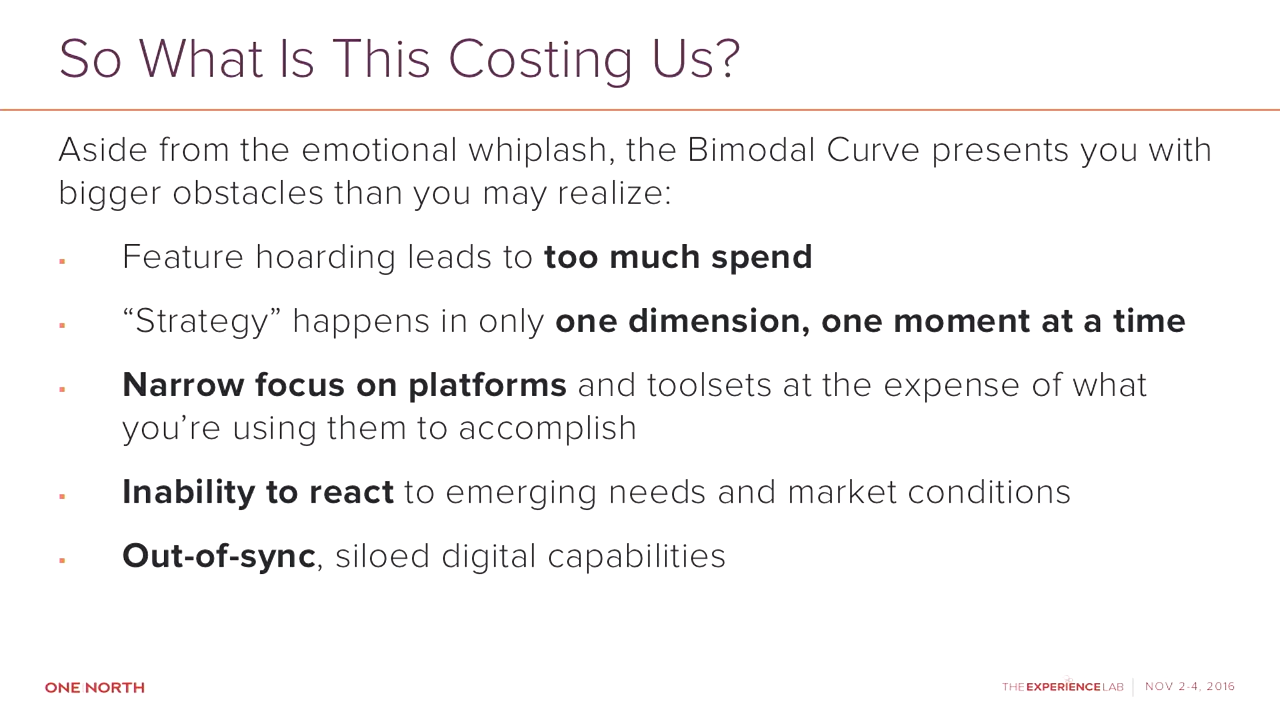 So What Is This Costing Us?
Aside from the emotional whiplash, the Bimodal Curve presents you with
bigger obstacles than you may realize:
▪ Feature hoarding leads to too much spend
▪ “Strategy” happens in only one dimension, one moment at a time
▪ Narrow focus on platforms and toolsets at the expense of what
you’re using them to accomplish
▪ Inability to react to emerging needs and market conditions
▪ Out-of-sync, siloed digital capabilities
ONE NORTH
THE EXPERIENCE LAB | NOV 2-4, 2016